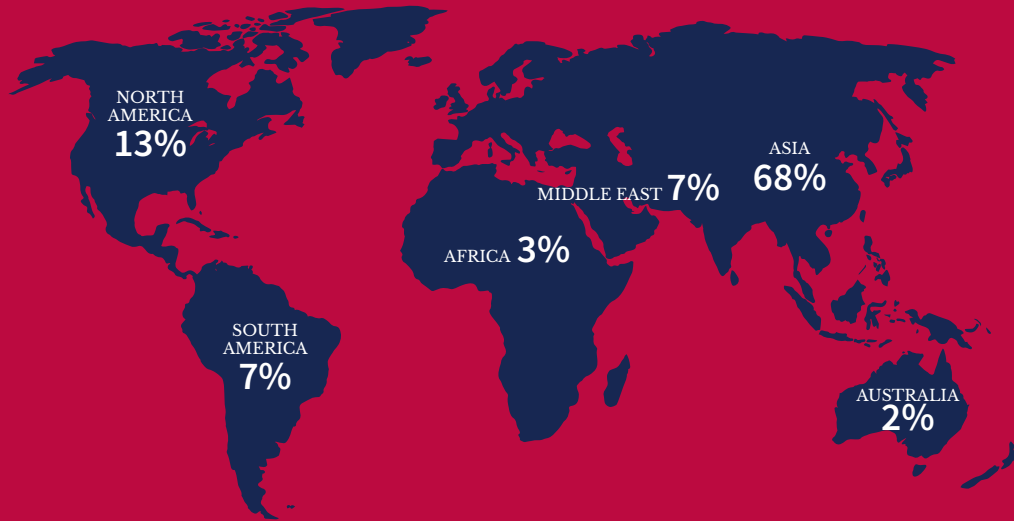 NORTH
AMERICA
13%
ASIA
68%
MIDDLE EAST 7%
AFRICA 3%
SOUTH
AMERICA
7%
AUSTRALIA
2%